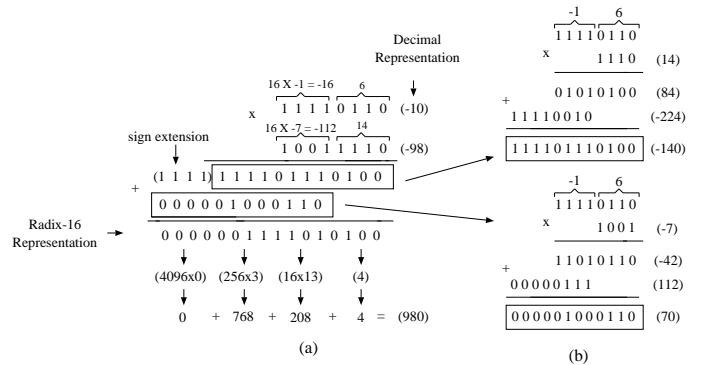 Decimal
Representation
16 X -1 = -16 6
1 1 1 1 0 1 1 0 (-10)
x
16 X -7 = -112 14
1 0 0 1 1 1 1 0 (-98)
sign extension
(1 1 1 1) 1 1 1 1 0 1 1 1 0 1 0 0
+
0 0 0 0 0 1 0 0 0 1 1 0
Radix-16
Representation
0 0 0 0 0 0 1 1 1 1 0 1 0 1 0 0
(4096x0) (256x3) (16x13) (4)
0 + 768 + 208 + 4 = (980)
(a)
-1 6
1 1 1 1 0 1 1 0
x 1 1 1 0 (14)
0 1 0 1 0 1 0 0 (84)
+
1 1 1 1 0 0 1 0 (-224)
1 1 1 1 0 1 1 1 0 1 0 0 (-140)
-1 6
1 1 1 1 0 1 1 0
x 1 0 0 1 (-7)
1 1 0 1 0 1 1 0 (-42)
+
0 0 0 0 0 1 1 1 (112)
0 0 0 0 0 1 0 0 0 1 1 0 (70)
(b)